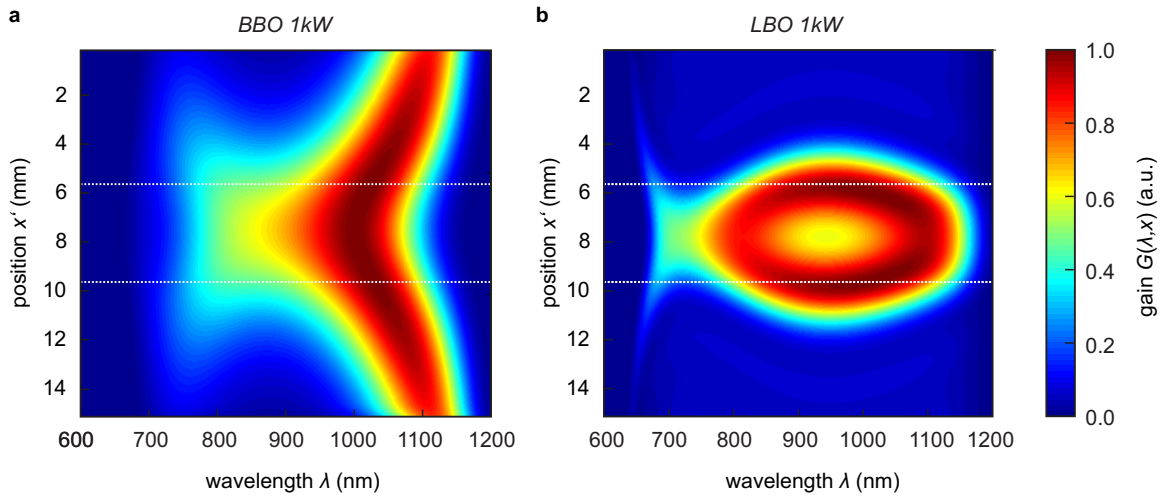 a
BBO 1kW
position x‘ (mm)
2
4
6
8
10
12
14
600 700 800 900 1000 1100 1200
wavelength λ (nm)
b
LBO 1kW
position x‘ (mm)
2
4
6
8
10
12
14
600 700 800 900 1000 1100 1200
wavelength λ (nm)
1.0
0.8
0.6
0.4
0.2
0.0
gain G(λ,x) (a.u.)